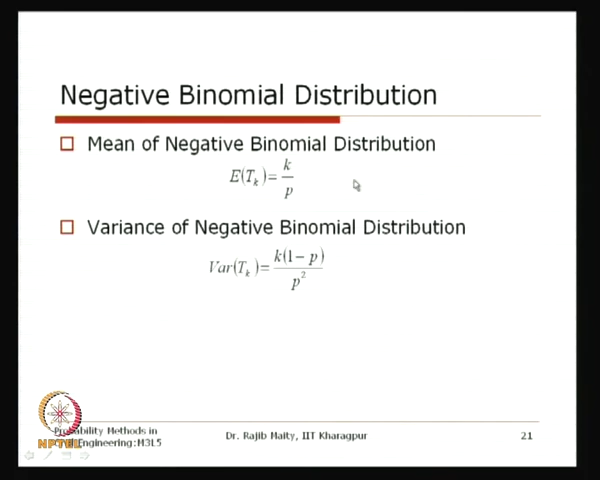 Negative Binomial Distribution
Mean of Negative Binomial Distribution
E(T_k)= k/p
Variance of Negative Binomial Distribution
Var(T_k)= k(1-p)/p^2
Probability Methods in
Civil Engineering:M3L5
NPTEL
Dr. Rajib Maity, IIT Kharagpur
21